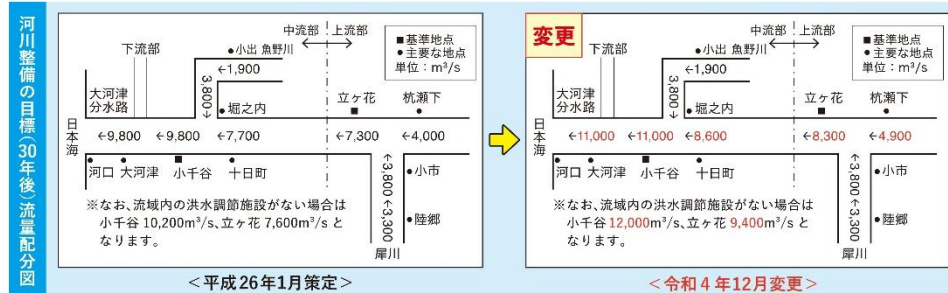 河川整備の目標(30年後)流量配分図
中流部 上流部
■基準地点
●主要な地点
単位：m³/s
下流部
小出 魚野川
←1,900
3,800→
大河津
分水路
堀之内
立ヶ花
杭瀬下
日本海
←9,800
←9,800
←7,700
←7,300
←4,000
河口
大河津
小千谷
十日町
←3,800
←3,300
小市
陸郷
犀川
※なお、流域内の洪水調節施設がない場合は
小千谷 10,200m³/s、立ヶ花 7,600m³/s と
なります。
＜平成26年1月策定＞
変更
中流部 上流部
■基準地点
●主要な地点
単位：m³/s
下流部
小出 魚野川
←1,900
3,800→
大河津
分水路
堀之内
立ヶ花
杭瀬下
日本海
←11,000
←11,000
←8,600
←8,300
←4,900
河口
大河津
小千谷
十日町
←3,800
←3,300
小市
陸郷
犀川
※なお、流域内の洪水調節施設がない場合は
小千谷 12,000m³/s、立ヶ花 9,400m³/s と
なります。
＜令和4年12月変更＞